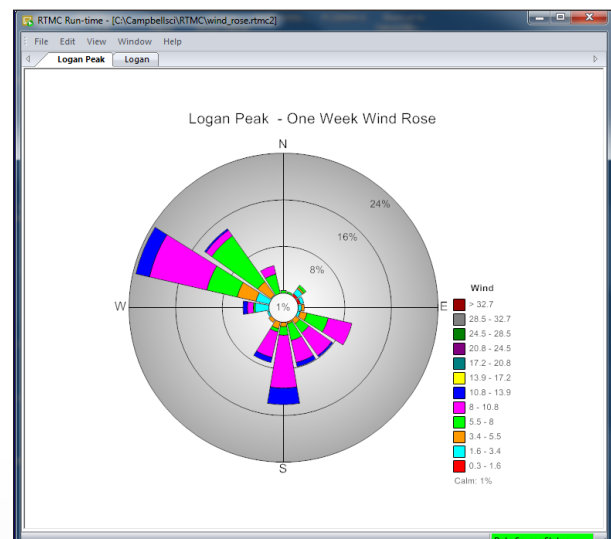 RTMC Run-time - [C:\Campbellsci\RTMC\wind_rose.rtmc2]
File Edit View Window Help
Logan Peak Logan
Logan Peak - One Week Wind Rose
N
24%
16%
8%
W 1% E
S
Wind
> 32.7
28.5 - 32.7
24.5 - 28.5
20.8 - 24.5
17.2 - 20.8
13.9 - 17.2
10.8 - 13.9
8 - 10.8
5.5 - 8
3.4 - 5.5
1.6 - 3.4
0.3 - 1.6
Calm: 1%